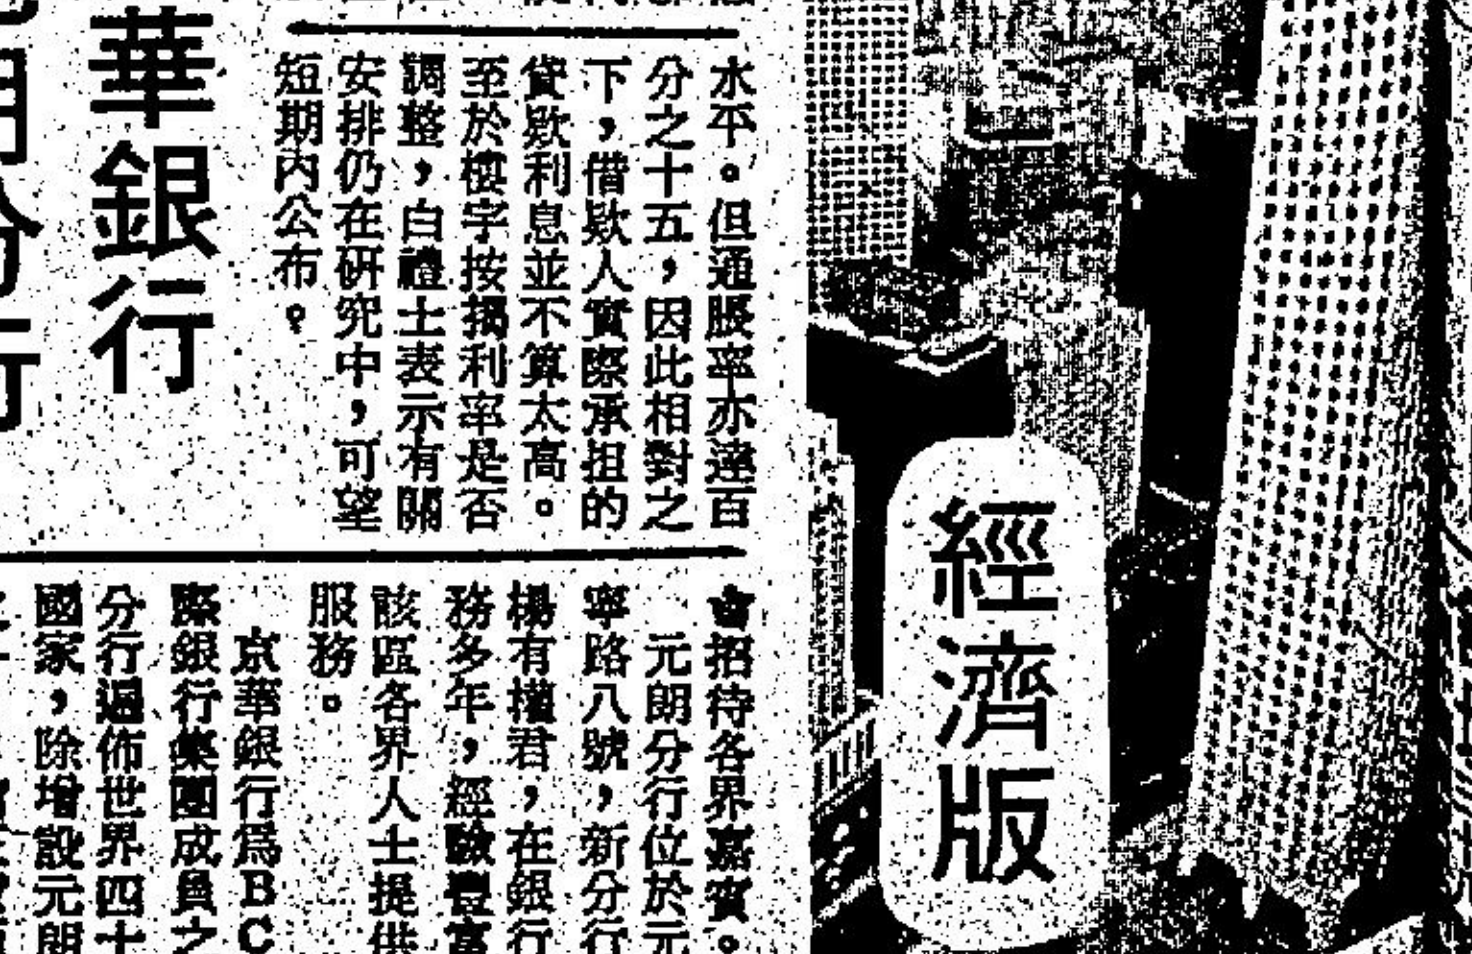 經濟版
水平。但通脹率亦達百
分之十五，因此相對之
下，借欵人實際承担的
貸欵利息並不算太高。
至於樓字按揭利率是否
調整，白禮士表示有關
安排仍在研究中，可望
短期內公布。
華銀行
會招待各界嘉賓。
元朗分行位於元
寧路八號，新分行
楊有權君，在銀行
務多年，經驗豐富
該區各界人士提供
服務。
京華銀行爲BC
際銀行集團成員之
分行遍佈世界四十
國家，除增設元朗